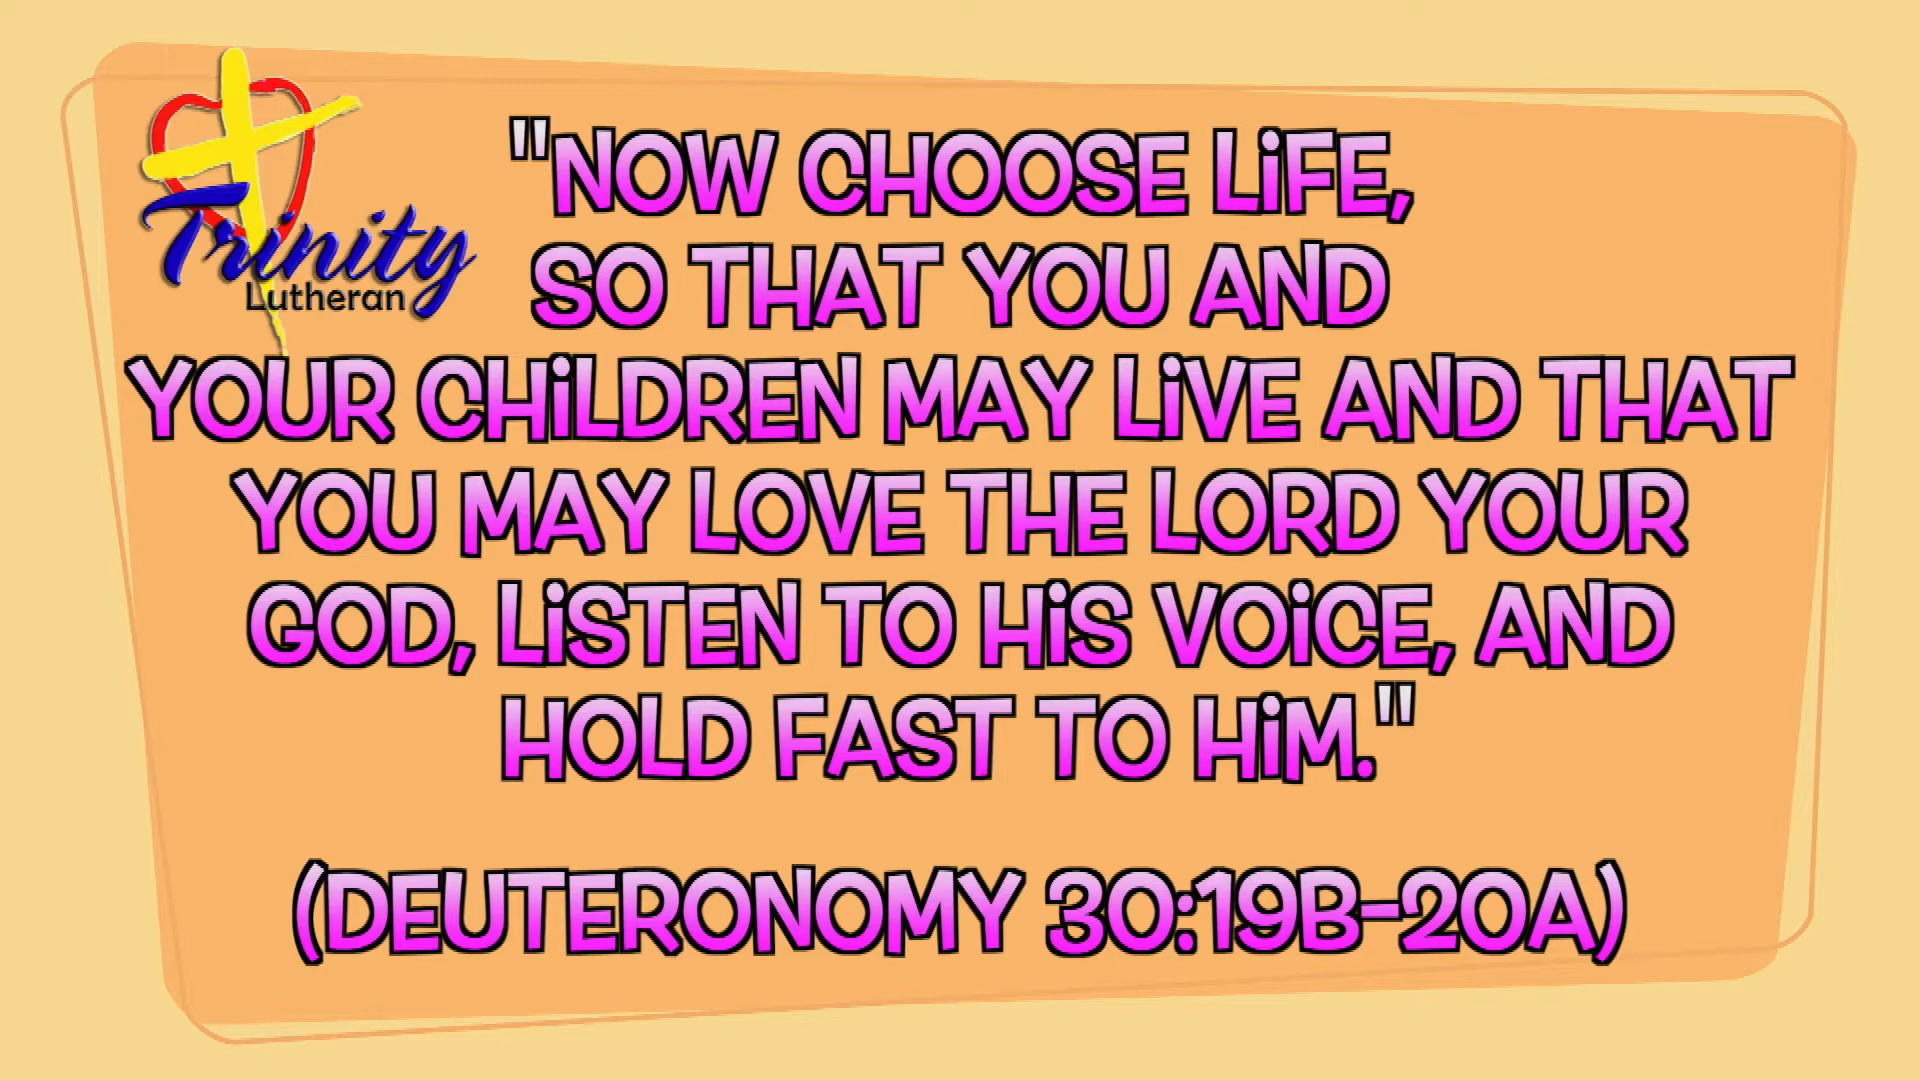 Trinity
Lutheran
"NOW CHOOSE LiFE,
SO THAT YOU AND
YOUR CHiLDREN MAY LiVE AND THAT
YOU MAY LOVE THE LORD YOUR
GOD, LiSTEN TO HiS VOiCE, AND
HOLD FAST TO HiM."
(DEUTERONOMY 30:19B-20A)